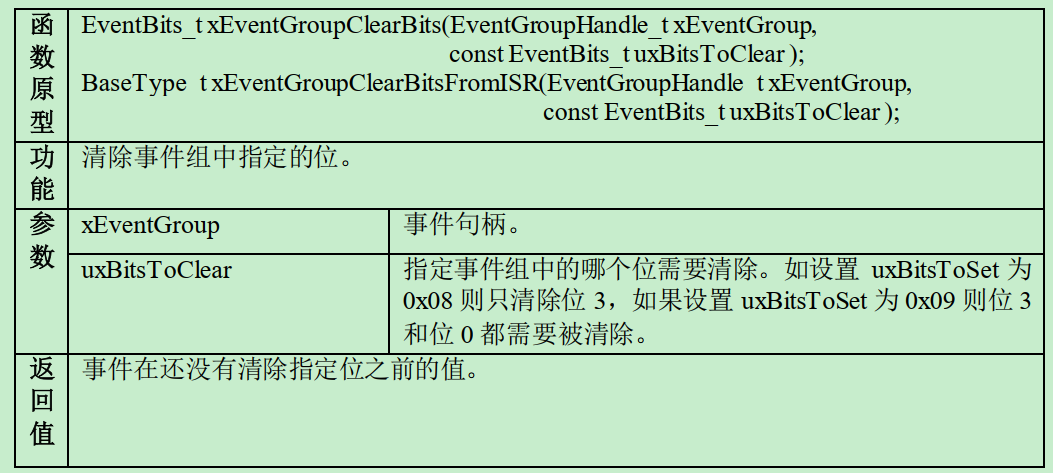 函数原型
EventBits_t xEventGroupClearBits(EventGroupHandle_t xEventGroup,
const EventBits_t uxBitsToClear );
BaseType t xEventGroupClearBitsFromISR(EventGroupHandle t xEventGroup,
const EventBits_t uxBitsToClear );
功能
清除事件组中指定的位。
参数
xEventGroup
事件句柄。
uxBitsToClear
指定事件组中的哪个位需要清除。如设置 uxBitsToSet 为
0x08 则只清除位 3，如果设置 uxBitsToSet 为 0x09 则位 3
和位 0 都需要被清除。
返回值
事件在还没有清除指定位之前的值。